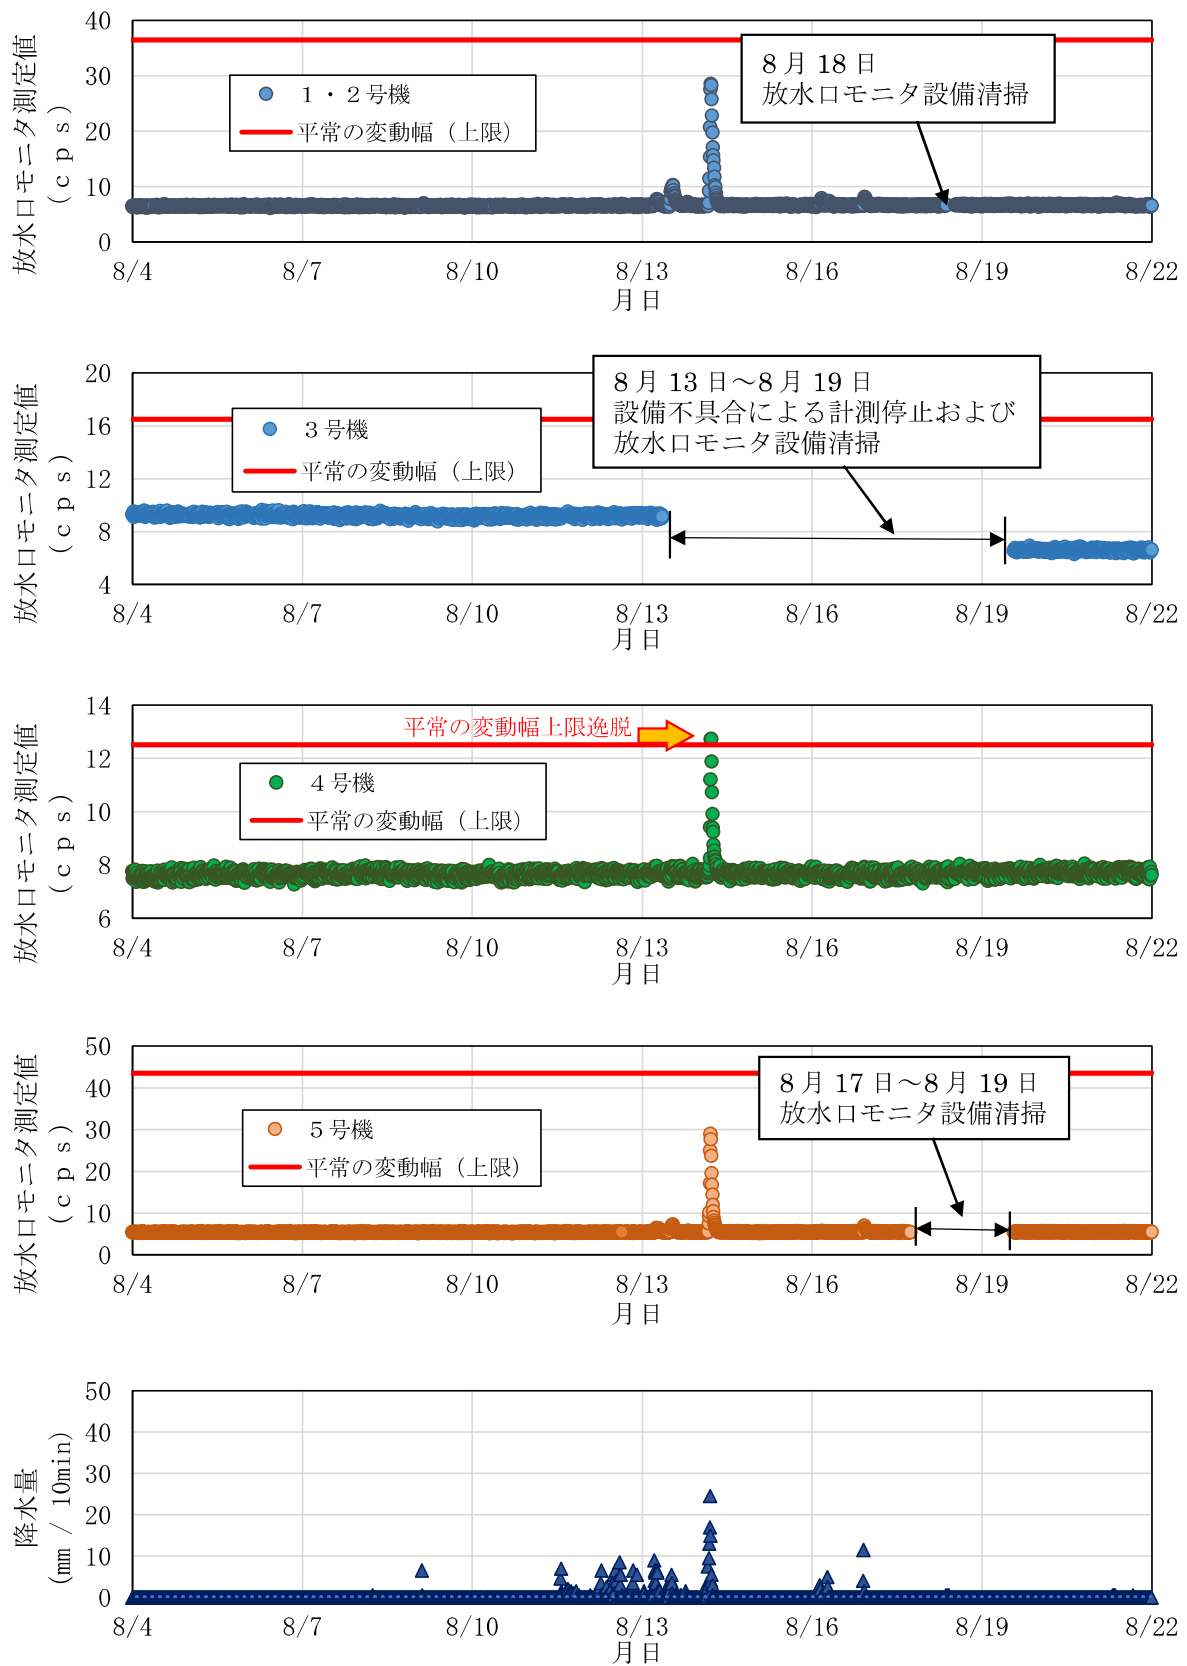 放水口モニタ測定値
(ｃｐｓ)
40
30
20
10
0
１・２号機
平常の変動幅（上限）
8月18日
放水口モニタ設備清掃
8/4 8/7 8/10 8/13 8/16 8/19 8/22
月日
放水口モニタ測定値
(ｃｐｓ)
20
16
12
8
4
３号機
平常の変動幅（上限）
8月13日～8月19日
設備不具合による計測停止および
放水口モニタ設備清掃
8/4 8/7 8/10 8/13 8/16 8/19 8/22
月日
放水口モニタ測定値
(ｃｐｓ)
14
12
10
8
6
平常の変動幅上限逸脱
４号機
平常の変動幅（上限）
8/4 8/7 8/10 8/13 8/16 8/19 8/22
月日
放水口モニタ測定値
(ｃｐｓ)
50
40
30
20
10
0
５号機
平常の変動幅（上限）
8月17日～8月19日
放水口モニタ設備清掃
8/4 8/7 8/10 8/13 8/16 8/19 8/22
月日
降水量
(mm / 10min)
50
40
30
20
10
0
8/4 8/7 8/10 8/13 8/16 8/19 8/22
月日